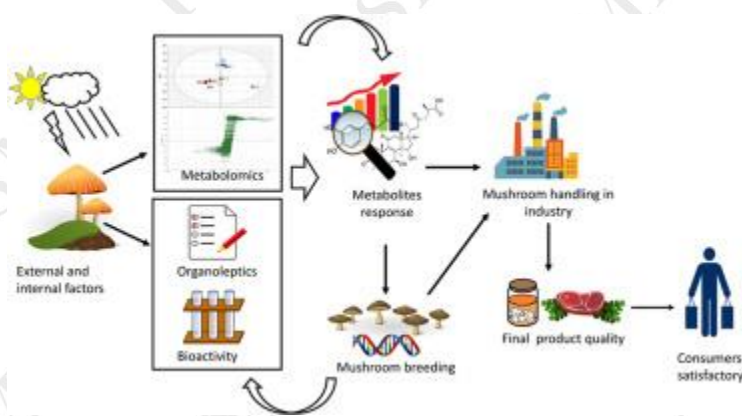 Metabolomics
Metabolites
response
Mushroom handling in
industry
External and
internal factors
Organoleptics
Bioactivity
Mushroom breeding
Final product quality
Consumers
satisfactory